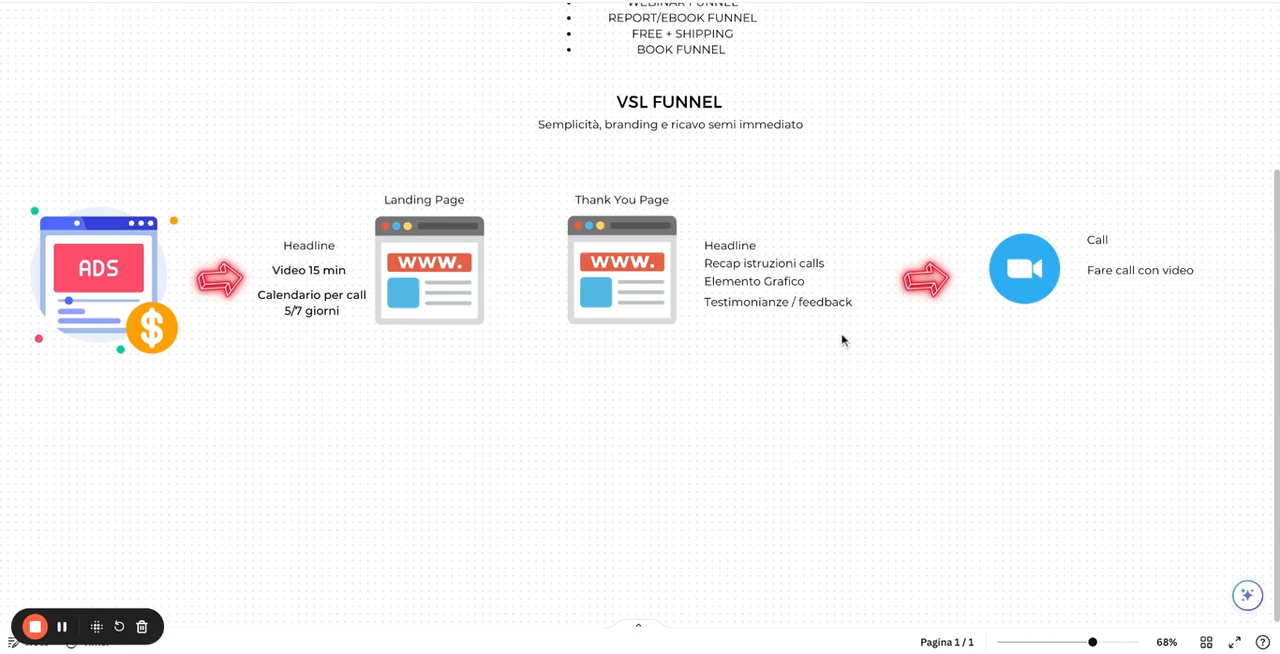 WEBINAR FUNNEL
REPORT/EBOOK FUNNEL
FREE + SHIPPING
BOOK FUNNEL
VSL FUNNEL
Semplicità, branding e ricavo semi immediato
Landing Page
Thank You Page
ADS
$
Headline
Video 15 min
Calendario per call
5/7 giorni
www.
www.
Headline
Recap istruzioni calls
Elemento Grafico
Testimonianze / feedback
Call
Fare call con video
Pagina 1 / 1
68%